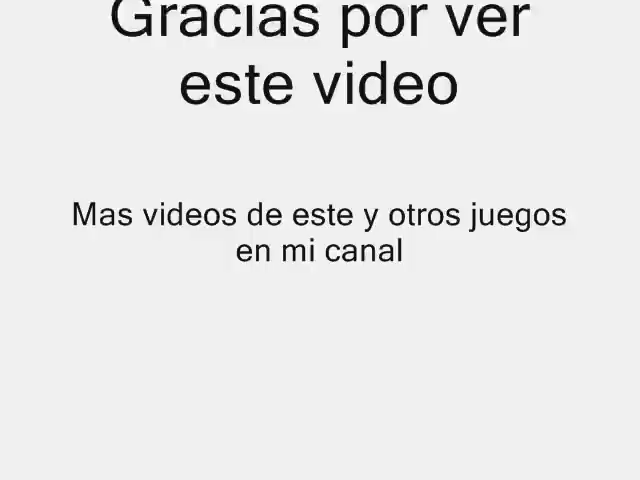 Gracias por ver
este video
Mas videos de este y otros juegos
en mi canal